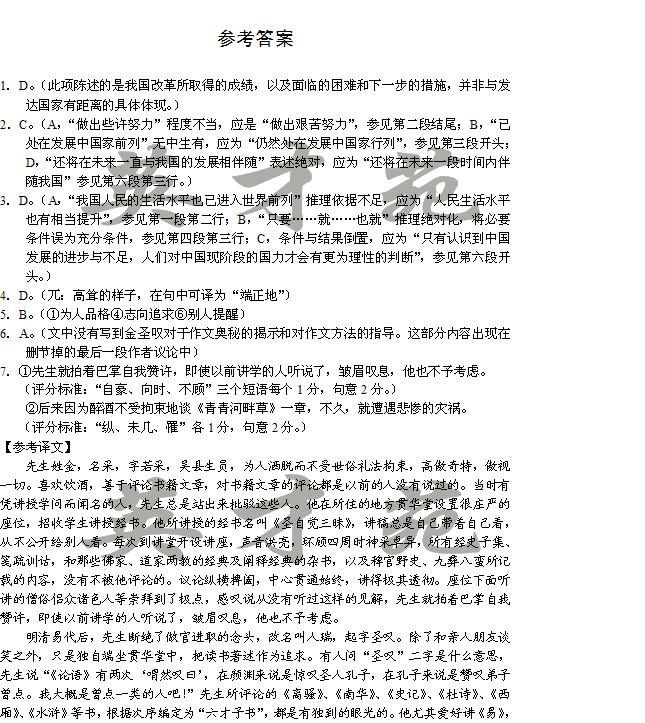 参考答案
1．D。（此项陈述的是我国改革所取得的成绩，以及面临的困难和下一步的措施，并非与发
达国家有距离的具体体现。）
2．C。（A，“做出些许努力”程度不当，应是“做出艰苦努力”，参见第二段结尾；B，“已
处在发展中国家前列”无中生有，应为“仍然处在发展中国家行列”，参见第三段开头；
D，“还将在未来一直与我国的发展相伴随”表述绝对，应为“还将在未来一段时间内伴
随我国”参见第六段第三行。）
3．D。（A，“我国人民的生活水平也已进入世界前列”推理依据不足，应为“人民生活水平
也有相当提升”，参见第一段第二行；B，“只要……就……也就”推理绝对化，将必要
条件误为充分条件，参见第四段第三行；C，条件与结果倒置，应为“只有认识到中国
发展的进步与不足，人们对中国现阶段的国力才会有更为理性的判断”，参见第六段开
头。）
4．D。（兀：高耸的样子，在句中可译为“端正地”）
5．B。（①为人品格④志向追求⑥别人提醒）
6．A。（文中没有写到金圣叹对于作文奥秘的揭示和对作文方法的指导。这部分内容出现在
删节掉的最后一段作者议论中）
7．①先生就拍着巴掌自我赞许，即使以前讲学的人听说了，皱眉叹息，他也不予考虑。
（评分标准：“自豪、向时、不顾”三个短语每个 1 分，句意 2 分。）
②后来因为醉酒不受拘束地谈《青青河畔草》一章，不久，就遭遇悲惨的灾祸。
（评分标准：“纵、未几、罹”各 1 分，句意 2 分。）
【参考译文】
先生姓金，名采，字若采，吴县生员，为人洒脱而不受世俗礼法拘束，高傲奇特，傲视
一切。喜欢饮酒，善于评论书籍文章，对书籍文章的评论都是以前的人没有说过的。当时有
凭讲授学问而闻名的人，先生总是站出来批驳这些人。他在所住的地方贯华堂设置很庄严的
座位，招收学生讲授经书。他所讲授的经书名叫《圣自觉三昧》，讲稿总是自己带着自己看，
从不公开给别人看。每次到讲堂开设讲座，声音洪亮，环顾四周时神采卓异，所有经史子集、
笺疏训诂，和那些佛家、道家两教的经典及阐释经典的杂书，以及稗官野史、九彝八蛮所记
载的内容，没有不被他评论的。议论纵横捭阖，中心贯通始终，讲得极其透彻。座位下面听
讲的僧俗侣众诸色人等崇拜到了极点，感叹说从没有听过这样的见解，先生就拍着巴掌自我
赞许，即使以前讲学的人听说了，皱眉叹息，他也不予考虑。
明清易代后，先生断绝了做官进取的念头，改名叫人瑞，起字圣叹。除了和亲人朋友谈
笑之外，只是独自端坐贯华堂中，把读书著述作为追求。有人问“圣叹”二字是什么意思，
先生说“《论语》有两次‘喟然叹曰’，在颜渊来说是惊叹圣人孔子，在孔子来说是赞叹弟子
曾点。我大概是曾点一类的人吧！”先生所评论的《离骚》、《南华》、《史记》、《杜诗》、《西
厢》、《水浒》等书，根据次序编定为“六才子书”，都是有独到的眼光的。他尤其爱好讲《易》，